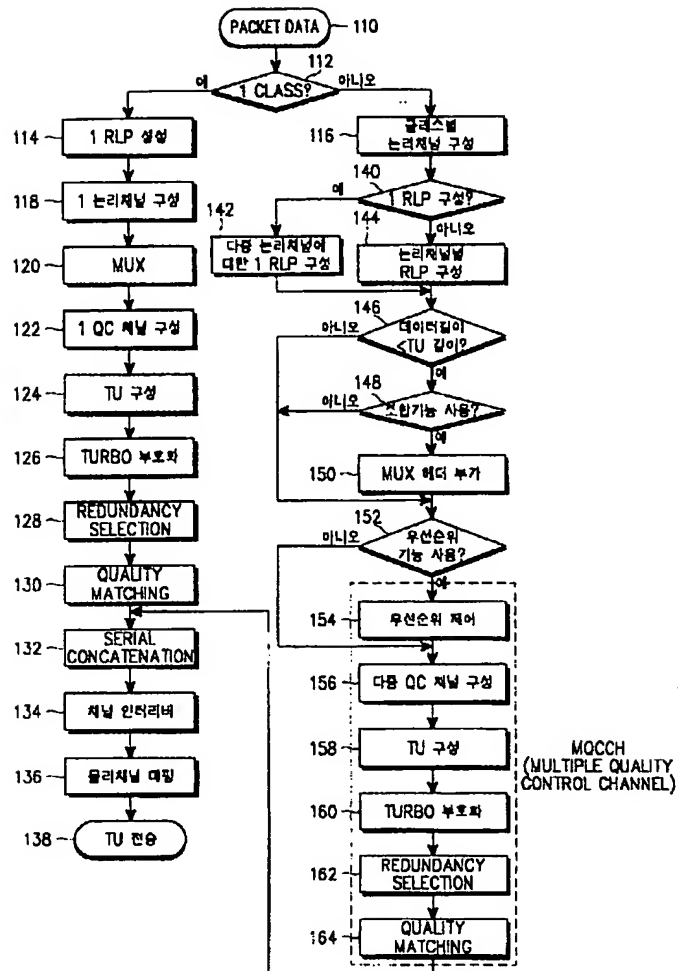 PACKET DATA
110
112
예
1 CLASS?
아니오
114
1 RLP 생성
116
클래스별
논리채널 구성
118
1 논리채널 구성
140
예
1 RLP 구성?
아니오
142
다중 논리채널에
대한 1 RLP 구성
144
논리채널별
RLP 구성
120
MUX
122
1 QC 채널 구성
146
아니오
데이터길이
<TU 길이?
예
124
TU 구성
148
아니오
조합기능 사용?
예
126
TURBO 부호화
150
MUX 헤더 부가
128
REDUNDANCY
SELECTION
152
아니오
우선순위
기능 사용?
예
130
QUALITY
MATCHING
154
우선순위 제어
132
SERIAL
CONCATENATION
156
다중 QC 채널 구성
134
채널 인터리버
158
TU 구성
MQCCH
(MULTIPLE QUALITY
CONTROL CHANNEL)
136
물리채널 매핑
160
TURBO 부호화
138
TU 전송
162
REDUNDANCY
SELECTION
164
QUALITY
MATCHING